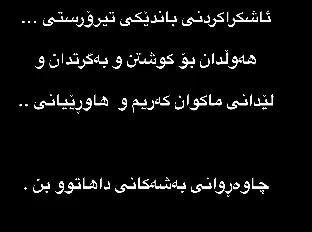 ئاشکراکردنی باندێکی تیرۆرستی ...
هەوڵدان بۆ کوشتن و بەگرتدان و
لێدانی ماکوان کەریم و هاوڕێیانی ..
چاوەڕوانی بەشەکانی داهاتوو بن .